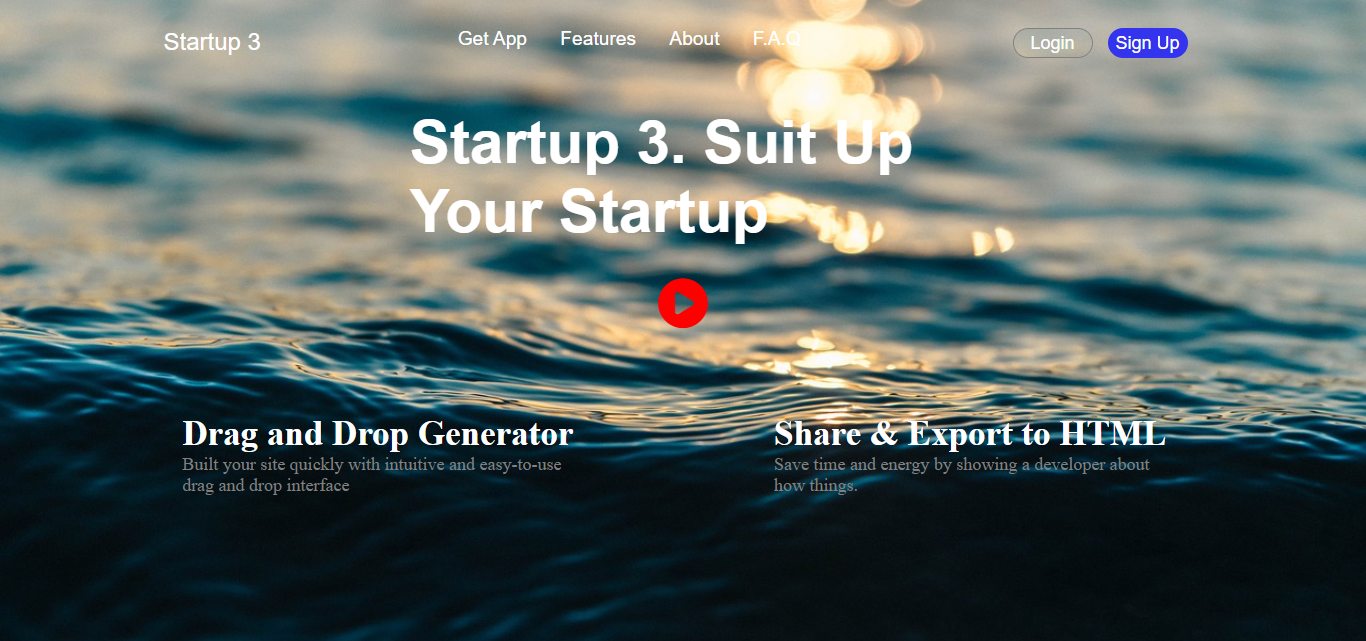 Startup 3
Get App
Features
About
F.A.Q
Login
Sign Up
Startup 3. Suit Up
Your Startup
Drag and Drop Generator
Built your site quickly with intuitive and easy-to-use
drag and drop interface
Share & Export to HTML
Save time and energy by showing a developer about
how things.